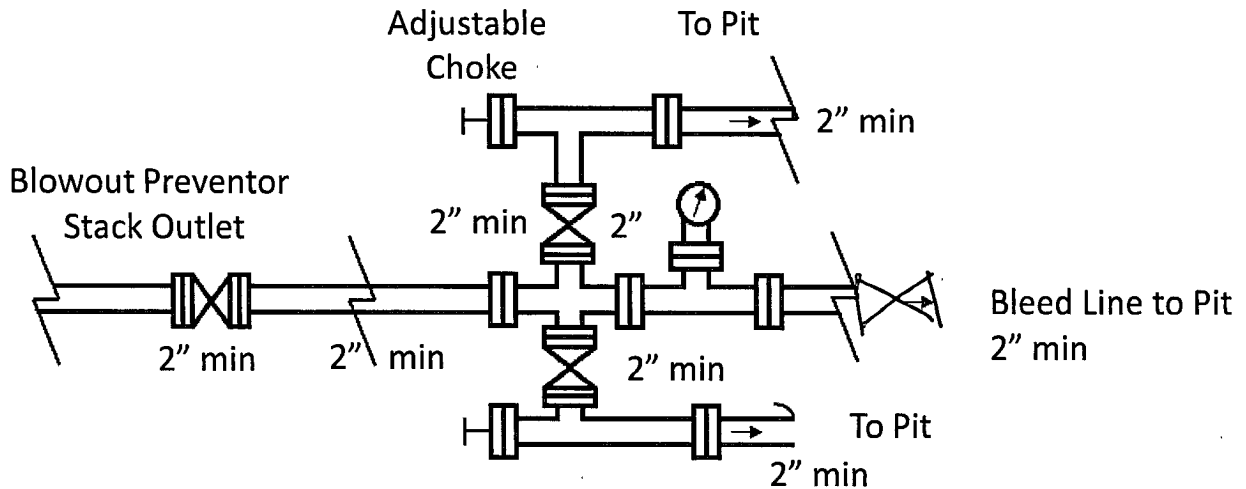 Adjustable
Choke
To Pit
2” min
Blowout Preventor
Stack Outlet
2” min
2”
2” min
2” min
2” min
Bleed Line to Pit
2” min
To Pit
2” min